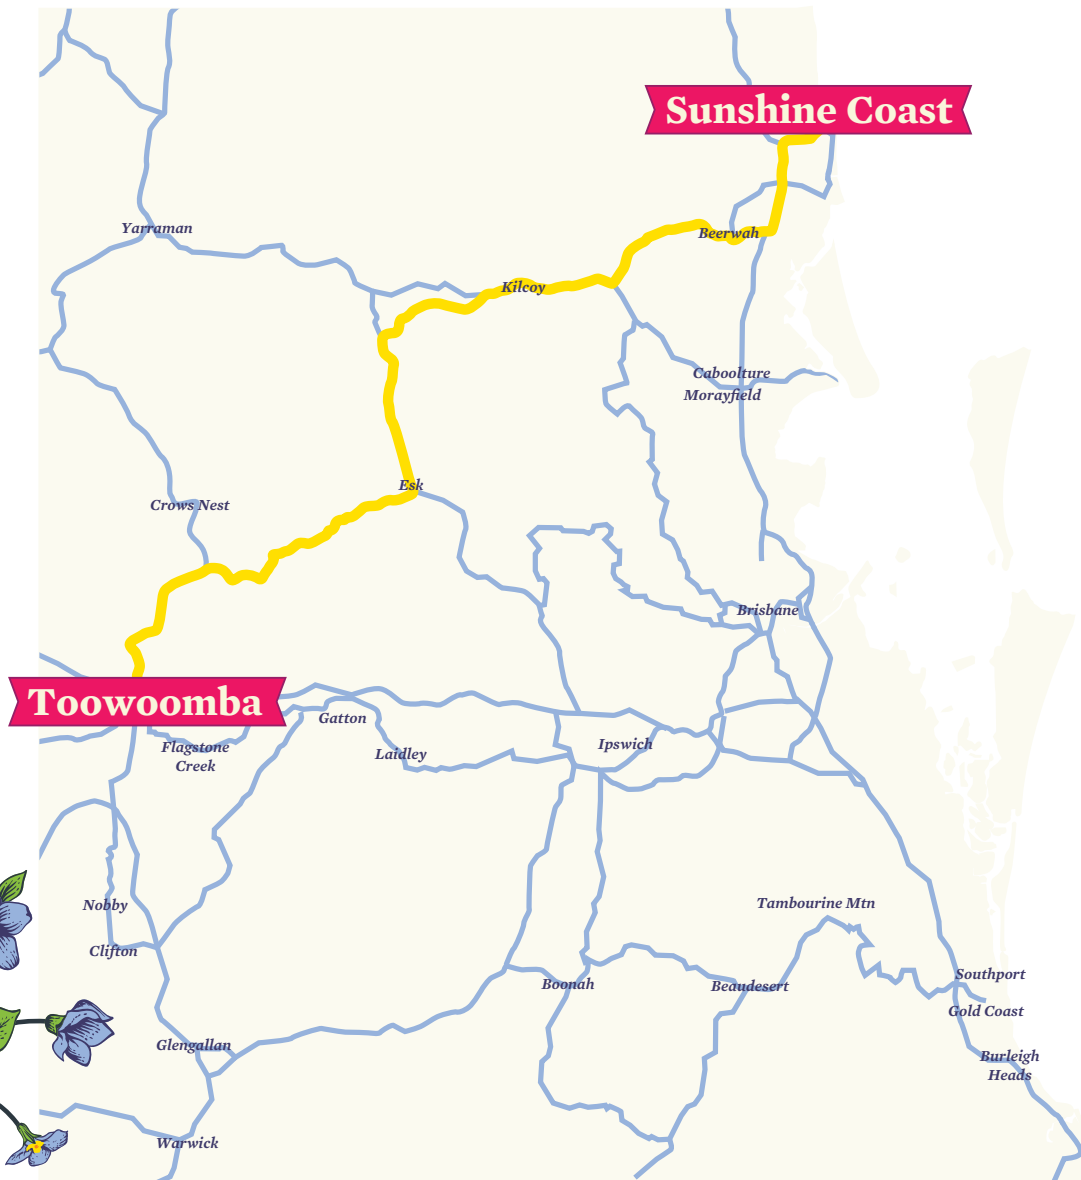 Sunshine Coast
Yarraman
Beerwah
Kilcoy
Caboolture
Morayfield
Esk
Crows Nest
Brisbane
Toowoomba
Gatton
Flagstone
Creek
Laidley
Ipswich
Nobby
Tambourine Mtn
Clifton
Southport
Boonah
Beaudesert
Gold Coast
Glengallan
Burleigh
Heads
Warwick